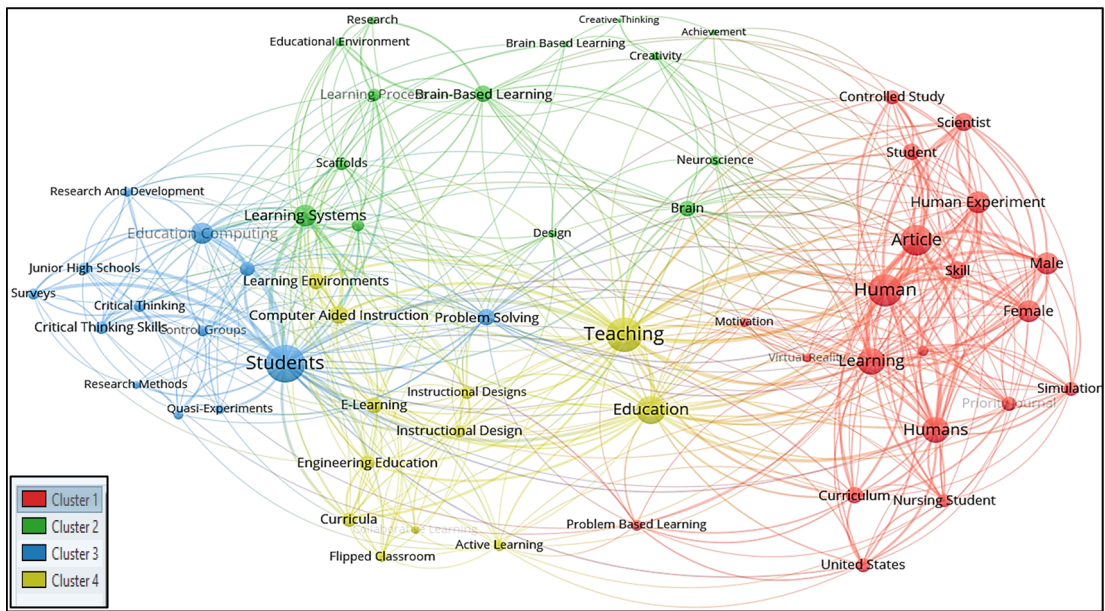 Research
Creative Thinking
Educational Environment
Brain Based Learning
Achievement
Creativity
Learning Process
Brain-Based Learning
Controlled Study
Scientist
Student
Scaffolds
Neuroscience
Research And Development
Human Experiment
Learning Systems
Brain
Education Computing
Design
Article
Junior High Schools
Learning Environments
Skill
Male
Surveys
Human
Critical Thinking
Computer Aided Instruction
Problem Solving
Female
Critical Thinking Skills
Control Groups
Teaching
Motivation
Students
Virtual Reality
Learning
Research Methods
Instructional Designs
Simulation
Quasi-Experiments
E-Learning
Education
Priority Journal
Instructional Design
Humans
Engineering Education
Cluster 1
Curriculum
Nursing Student
Cluster 2
Curricula
Collaborative Learning
Problem Based Learning
Cluster 3
Flipped Classroom
Active Learning
United States
Cluster 4